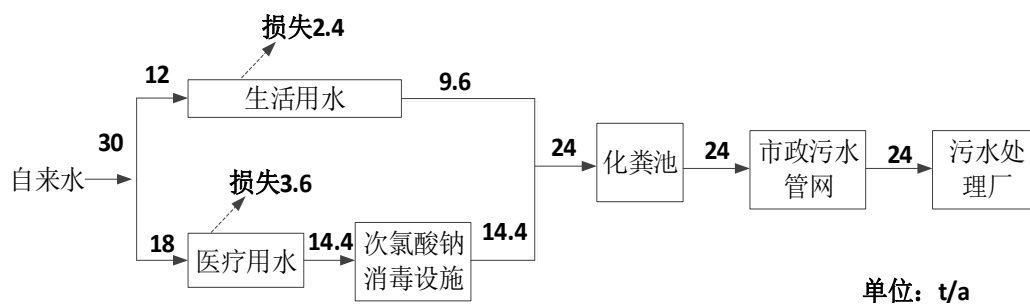 损失2.4
12
生活用水
9.6
30
自来水
损失3.6
18
医疗用水
14.4
次氯酸钠
消毒设施
14.4
24
化粪池
24
市政污水
管网
24
污水处
理厂
单位：t/a